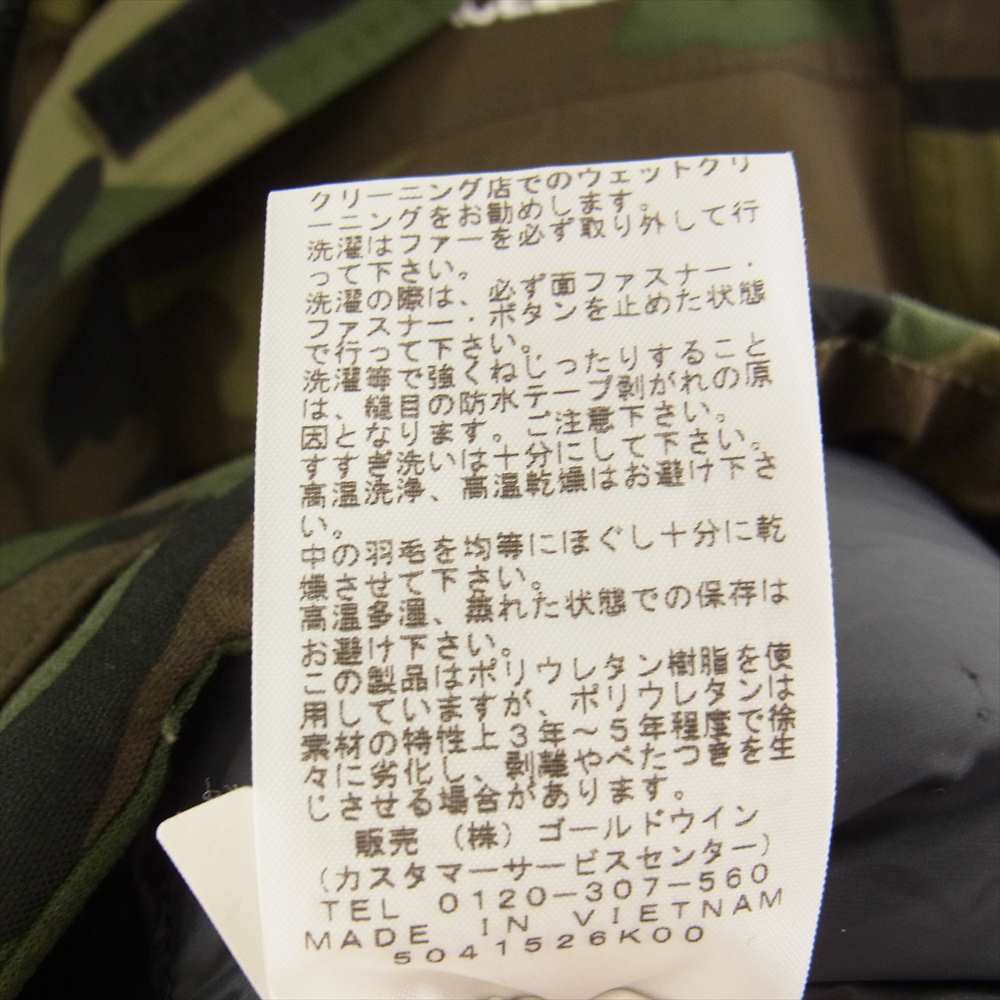 クリーニング店でのウェットクリ
ーニングをお勧めします。
洗濯はファーを必ず取り外して行
って下さい。
洗濯の際は、必ず面ファスナー・
ファスナー・ボタンを止めた状態
で行って下さい。
洗濯等で強くねじったりすること
は、縫目の防水テープ剥がれの原
因となります。ご注意下さい。
すすぎ洗いは十分にして下さい。
高温洗浄、高温乾燥はお避け下さ
い。
中の羽毛を均等にほぐし十分に乾
燥させて下さい。
高温多湿、蒸れた状態での保存は
お避け下さい。
この製品はポリウレタン樹脂を使
用していますが、ポリウレタンは
素材の特性上3年～5年程度で徐
々に劣化し、剥離やべたつきを生
じさせる場合があります。
販売 （株）ゴールドウイン
（カスタマーサービスセンター）
TEL 0120-307-560
MADE IN VIETNAM
5041526K00